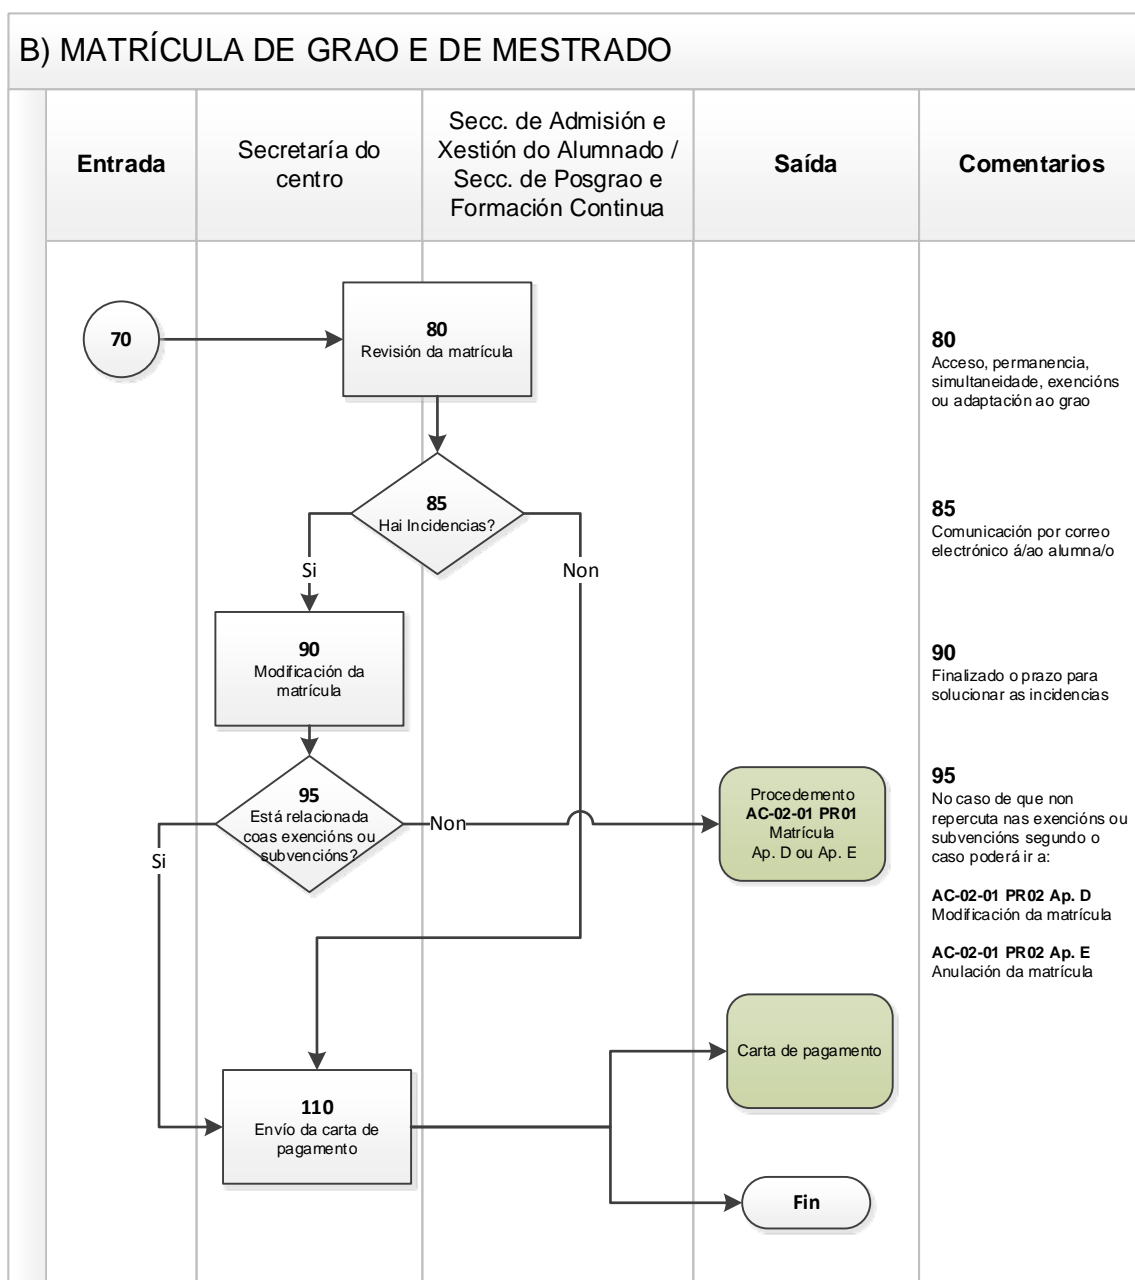 B) MATRÍCULA DE GRAO E DE MESTRADO
Entrada
Secretaría do
centro
Secc. de Admisión e
Xestión do Alumnado /
Secc. de Posgrao e
Formación Continua
Saída
Comentarios
70
80
Revisión da matrícula
80
Acceso, permanencia,
simultaneidade, exencións
ou adaptación ao grao
85
Hai Incidencias?
85
Comunicación por correo
electrónico á/ao alumna/o
Si
Non
90
Modificación da
matrícula
90
Finalizado o prazo para
solucionar as incidencias
95
Está relacionada
coas exencións ou
subvencións?
Non
Si
Procedemento
AC-02-01 PR01
Matrícula
Ap. D ou Ap. E
95
No caso de que non
repercuta nas exencións ou
subvencións segundo o
caso poderá ir a:
AC-02-01 PR02 Ap. D
Modificación da matrícula
AC-02-01 PR02 Ap. E
Anulación da matrícula
Carta de pagamento
110
Envío da carta de
pagamento
Fin